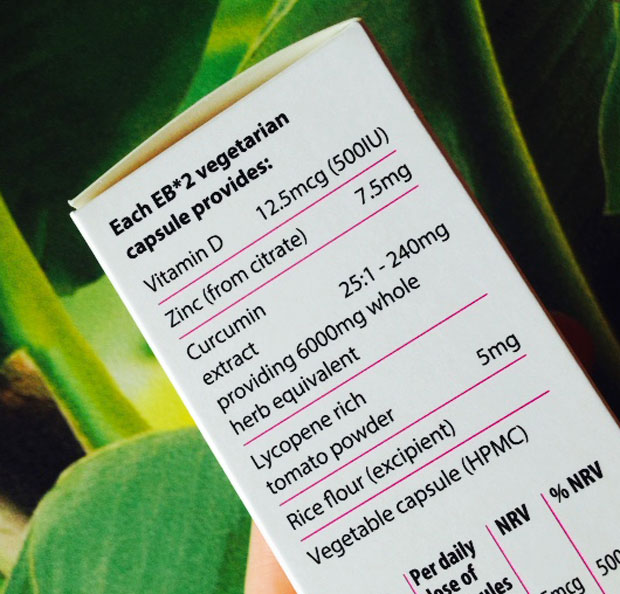 Each EB*2 vegetarian
capsule provides:
Vitamin D 12.5mcg (500IU)
Zinc (from citrate) 7.5mg
Curcumin 25:1 - 240mg
extract
providing 6000mg whole
herb equivalent
Lycopene rich 5mg
tomato powder
Rice flour (excipient)
Vegetable capsule (HPMC)
Per daily NRV % NRV
of